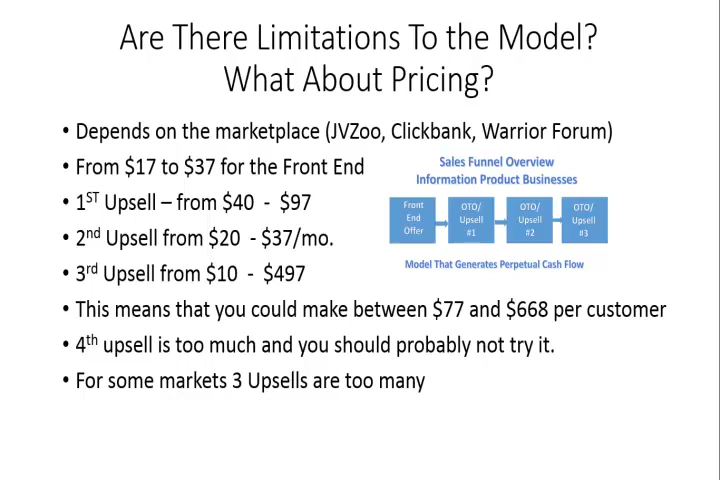 Are There Limitations To the Model?
What About Pricing?
• Depends on the marketplace (JVZoo, Clickbank, Warrior Forum)
• From $17 to $37 for the Front End
• 1ST Upsell – from $40 - $97
• 2nd Upsell from $20 - $37/mo.
• 3rd Upsell from $10 - $497
• This means that you could make between $77 and $668 per customer
• 4th upsell is too much and you should probably not try it.
• For some markets 3 Upsells are too many
Sales Funnel Overview
Information Product Businesses
Front
End
Offer
OTO/
Upsell
#1
OTO/
Upsell
#2
OTO/
Upsell
#3
Model That Generates Perpetual Cash Flow